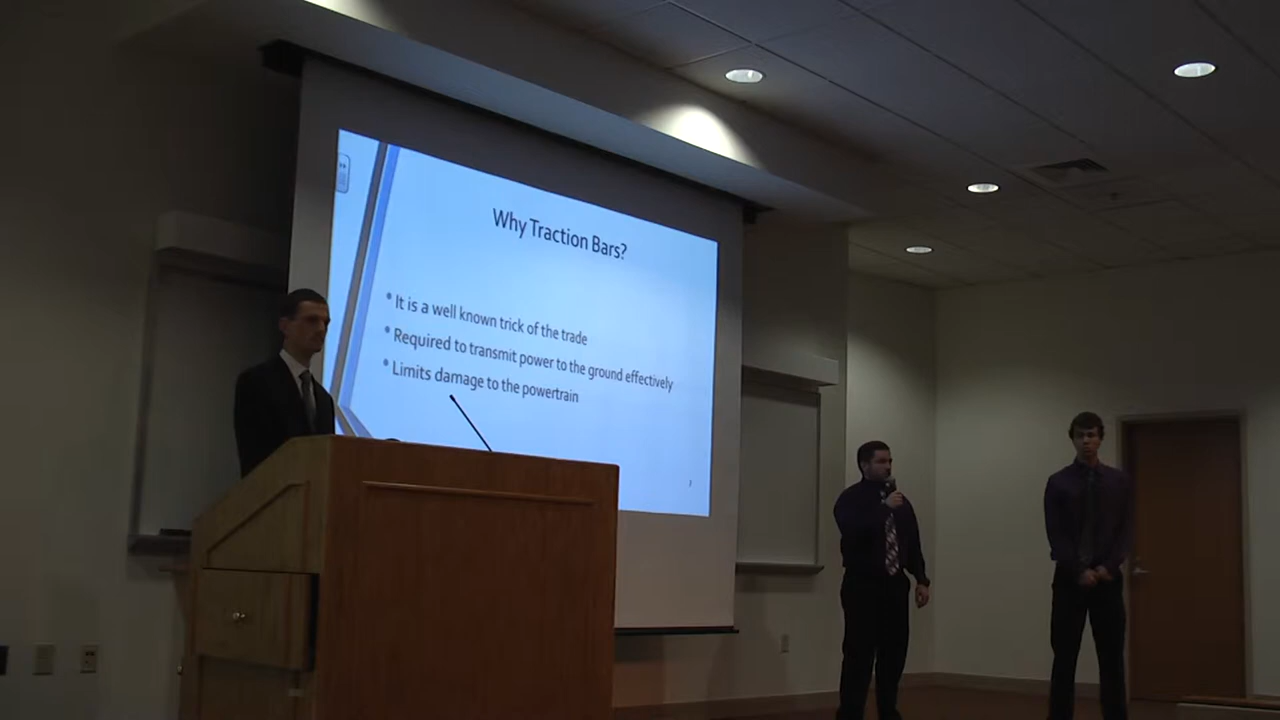 Why Traction Bars?
• It is a well known trick of the trade
• Required to transmit power to the ground effectively
• Limits damage to the powertrain